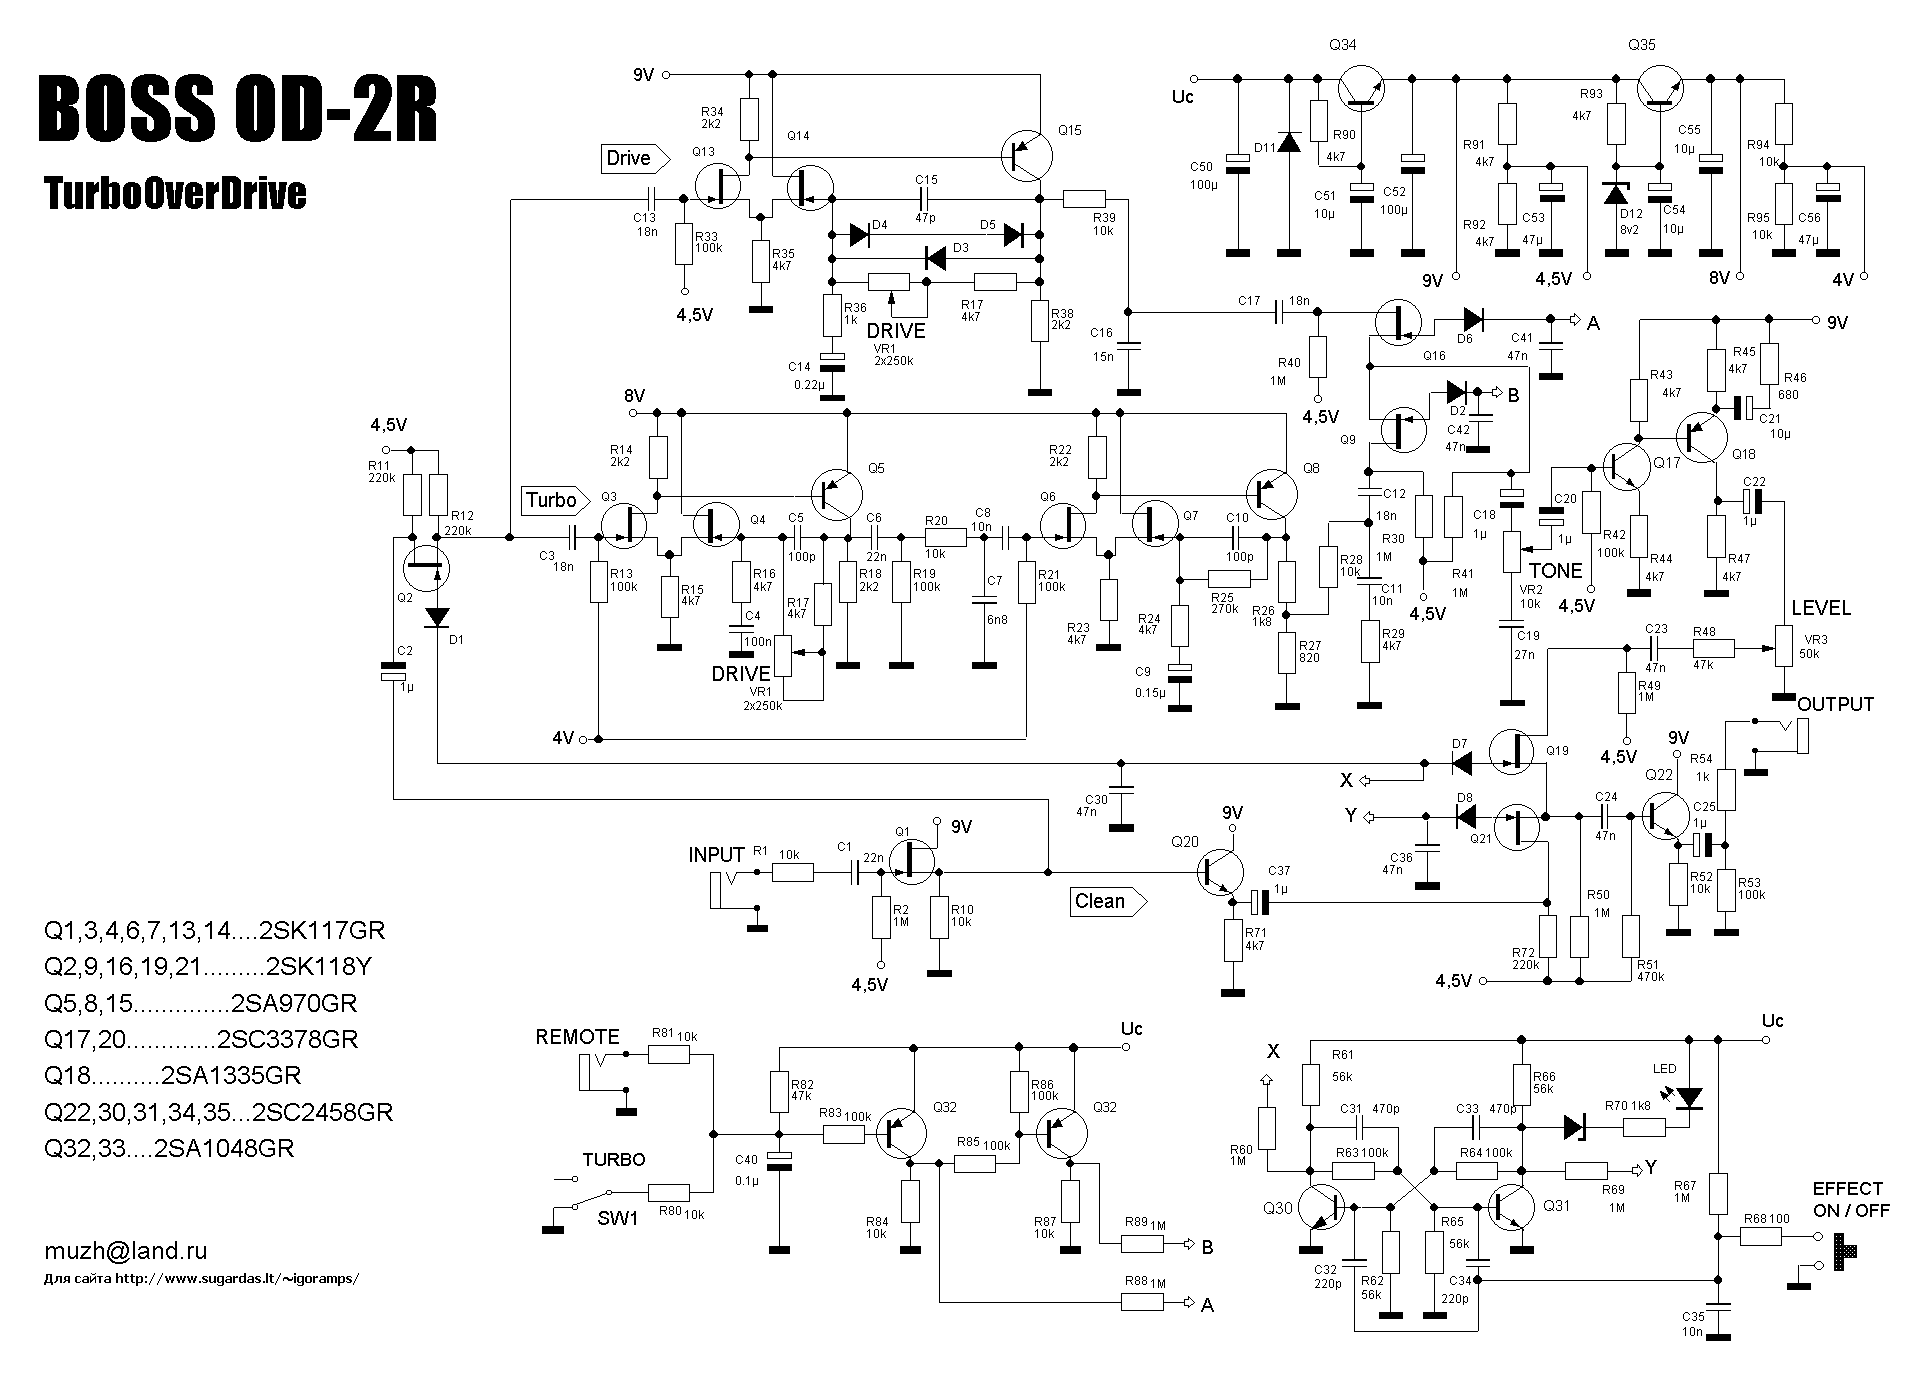 BOSS OD-2R
TurboOverDrive
9V
R34
2k2
Q13
Q14
Q15
Drive
C13
18n
R33
100k
4,5V
R35
4k7
C15
47p
D4
D5
D3
R36
1k
DRIVE
VR1
2x250k
R17
4k7
C14
0.22µ
R38
2k2
R39
10k
C16
15n
Q34
Q35
Uc
C50
100µ
D11
R90
4k7
C51
10µ
C52
100µ
R91
4k7
R92
4k7
C53
47µ
R93
4k7
D12
8v2
C54
10µ
C55
10µ
R94
10k
R95
10k
C56
47µ
9V
4,5V
8V
4V
C17
18n
R40
1M
4,5V
Q16
D6
A
C41
47n
Q9
D2
B
C42
47n
C12
18n
R28
10k
C11
10n
R29
4k7
R30
1M
R41
1M
4,5V
C18
1µ
TONE
VR2
10k
C19
27n
C20
1µ
R42
100k
4,5V
R43
4k7
Q17
R44
4k7
R45
4k7
R46
680
C21
10µ
9V
Q18
C22
1µ
R47
4k7
LEVEL
VR3
50k
4,5V
R11
220k
R12
220k
Q2
D1
C2
1µ
8V
R14
2k2
Turbo
Q3
C3
18n
R13
100k
R15
4k7
Q4
R16
4k7
C4
100n
C5
100p
R17
4k7
DRIVE
VR1
2x250k
Q5
R18
2k2
C6
22n
R19
100k
R20
10k
C7
6n8
C8
10n
R21
100k
4V
R22
2k2
Q6
R23
4k7
Q7
R24
4k7
C9
0.15µ
C10
100p
R25
270k
Q8
R26
1k8
R27
820
C23
47n
R48
47k
R49
1M
4,5V
OUTPUT
X
D7
Q19
Y
D8
Q21
C36
47n
C30
47n
C24
47n
R50
1M
R51
470k
R72
220k
4,5V
9V
Q22
R52
10k
C25
1µ
R54
1k
R53
100k
INPUT
R1
10k
C1
22n
R2
1M
4,5V
Q1
9V
R10
10k
Clean
Q20
9V
C37
1µ
R71
4k7
Q1,3,4,6,7,13,14....2SK117GR
Q2,9,16,19,21.........2SK118Y
Q5,8,15..............2SA970GR
Q17,20.............2SC3378GR
Q18..........2SA1335GR
Q22,30,31,34,35...2SC2458GR
Q32,33....2SA1048GR
REMOTE
R81 10k
TURBO
SW1
R80 10k
R82
47k
C40
0.1µ
R83 100k
Q32
R84
10k
R85 100k
R86
100k
Q32
R87
10k
Uc
R89 1M
B
R88 1M
A
X
R60
1M
R61
56k
C31 470p
R63 100k
Q30
C32
220p
R62
56k
C33 470p
R64 100k
R65
56k
C34
220p
R66
56k
Q31
R69
1M
Y
R70 1k8
LED
Uc
R67
1M
R68 100
C35
10n
EFFECT
ON / OFF
muzh@land.ru
Для сайта http://www.sugardas.lt/~igoramps/